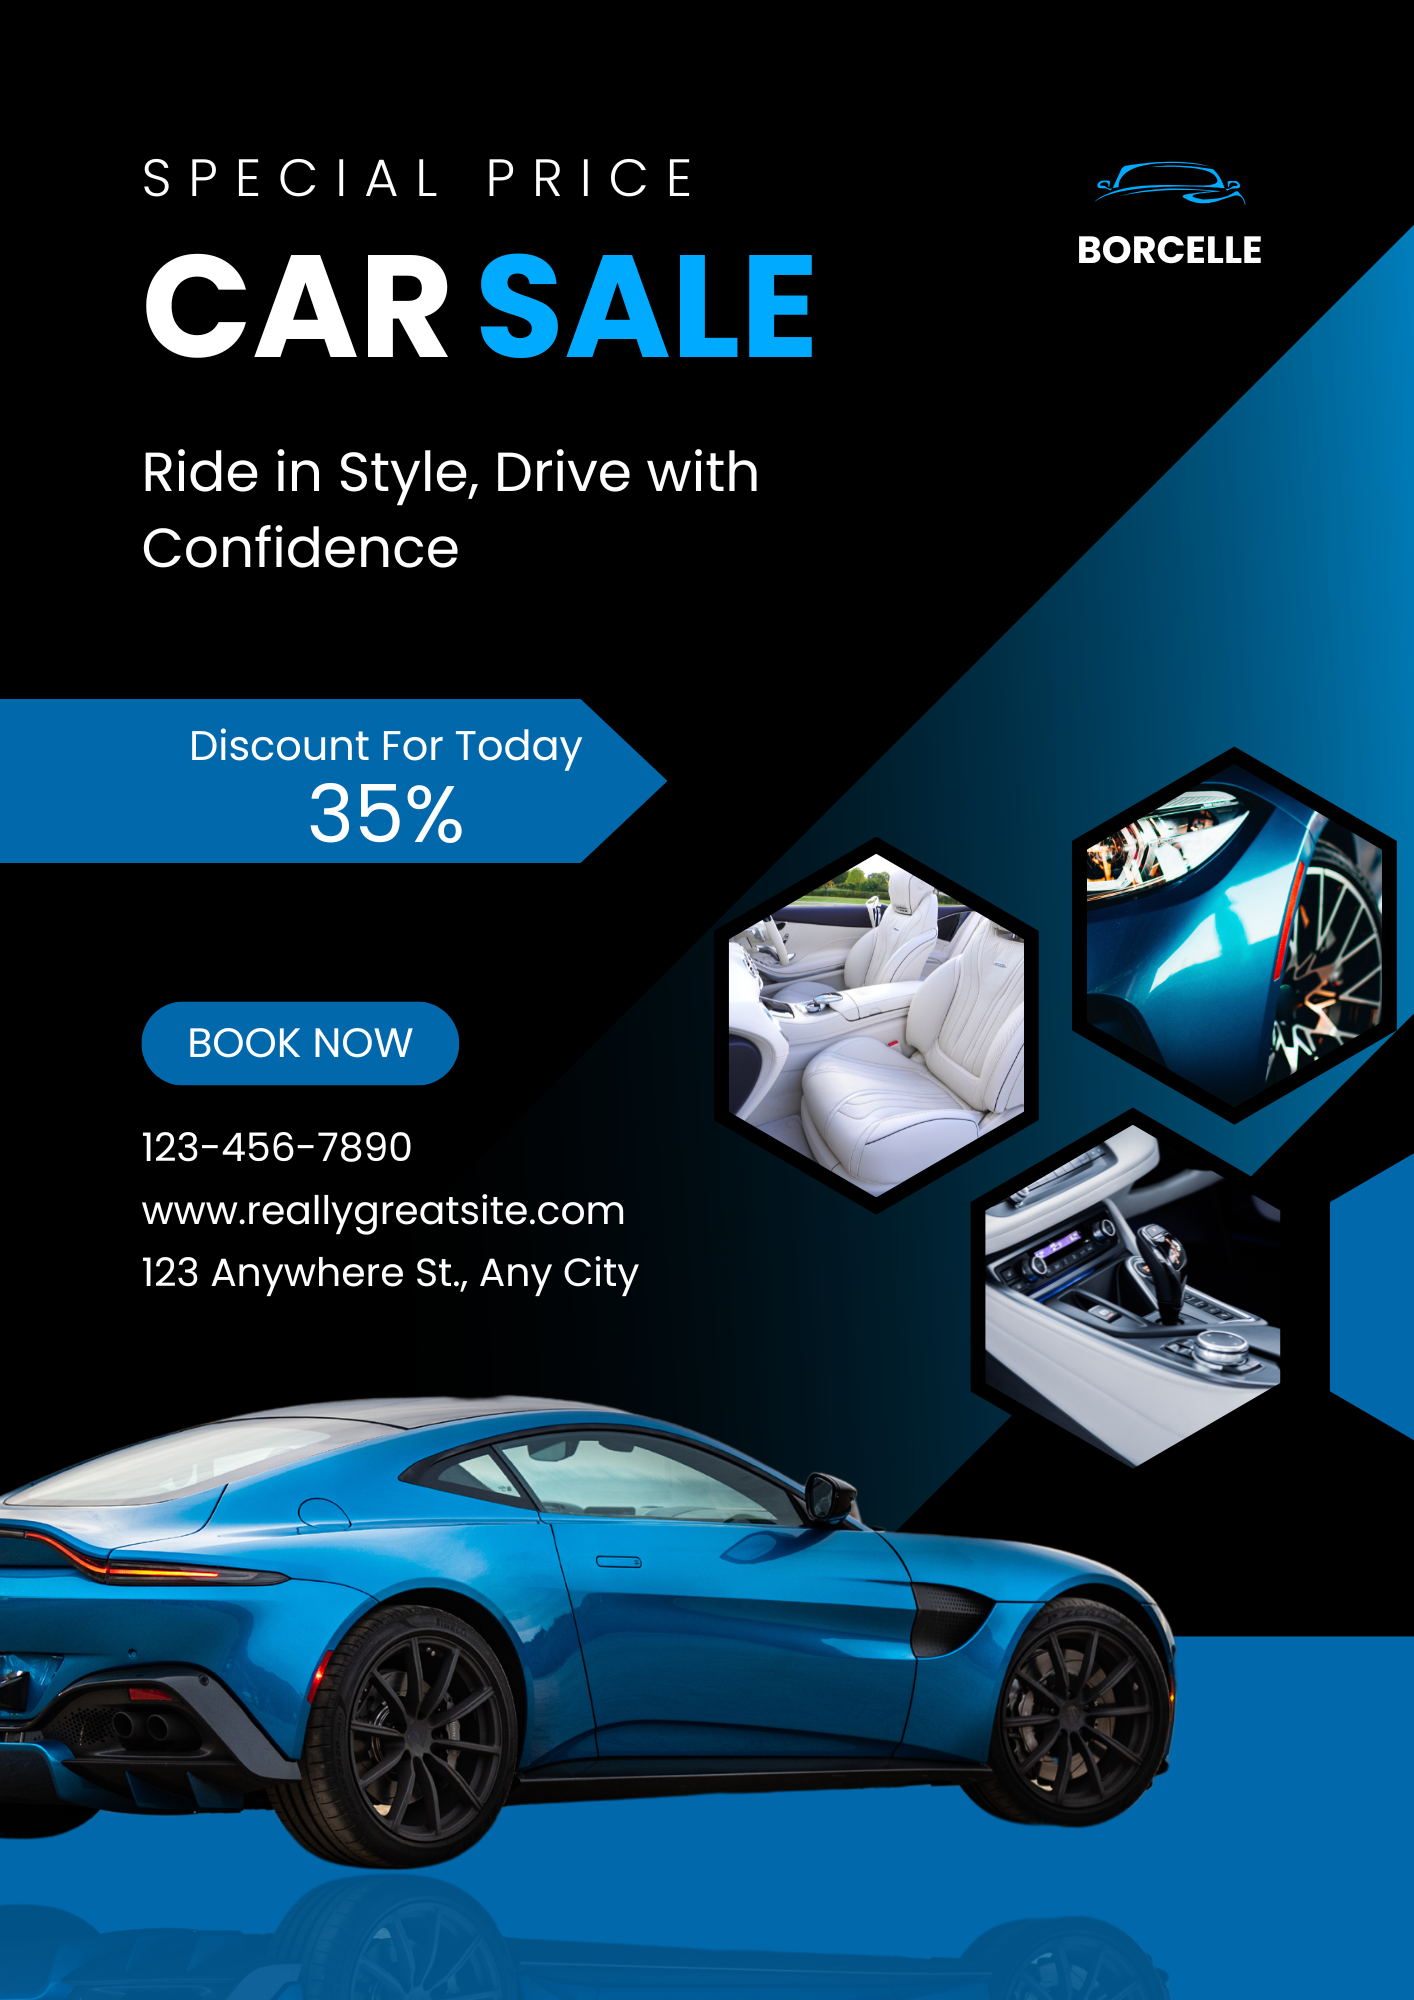 SPECIAL PRICE
CAR SALE
BORCELLE
Ride in Style, Drive with
Confidence
Discount For Today
35%
BOOK NOW
123-456-7890
www.reallygreatsite.com
123 Anywhere St., Any City